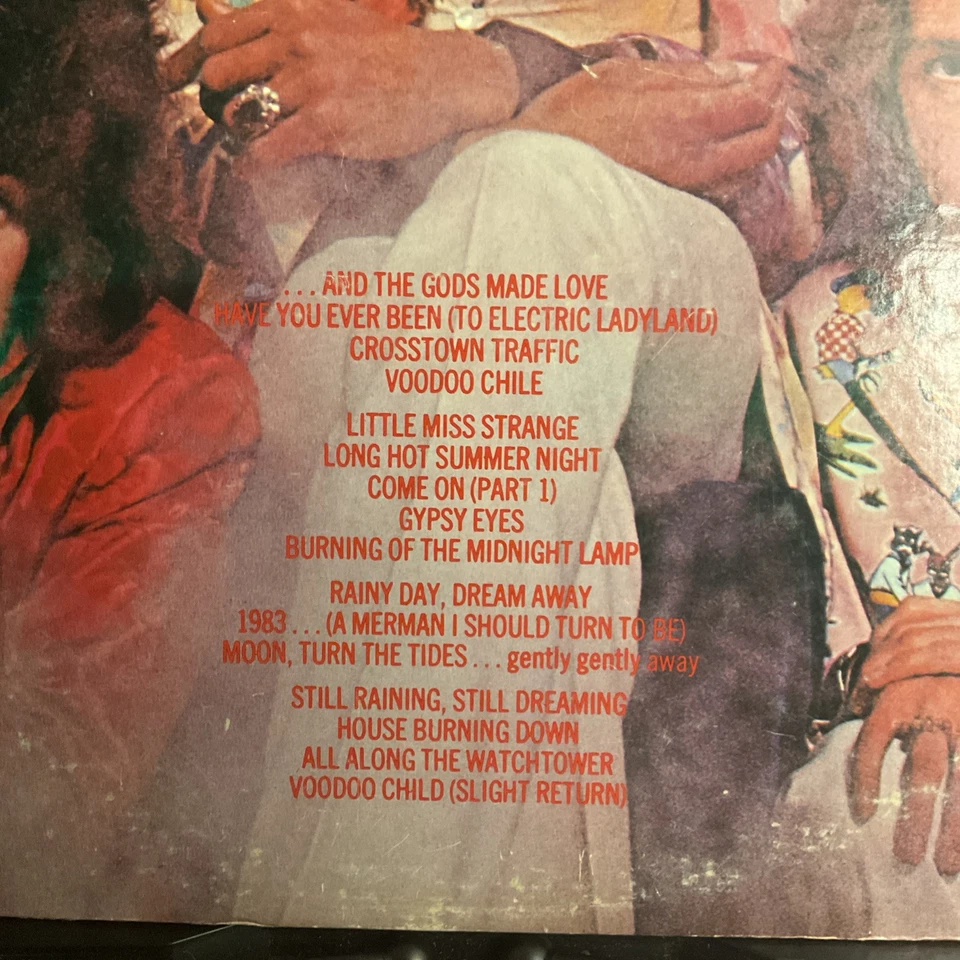 ...AND THE GODS MADE LOVE
HAVE YOU EVER BEEN (TO ELECTRIC LADYLAND)
CROSSTOWN TRAFFIC
VOODOO CHILE
LITTLE MISS STRANGE
LONG HOT SUMMER NIGHT
COME ON (PART 1)
GYPSY EYES
BURNING OF THE MIDNIGHT LAMP
RAINY DAY, DREAM AWAY
1983...(A MERMAN I SHOULD TURN TO BE)
MOON, TURN THE TIDES...gently gently away
STILL RAINING, STILL DREAMING
HOUSE BURNING DOWN
ALL ALONG THE WATCHTOWER
VOODOO CHILD (SLIGHT RETURN)